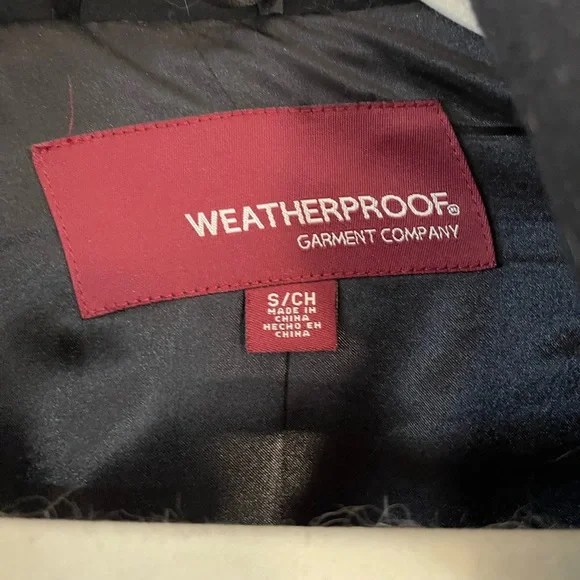 WEATHERPROOF®
GARMENT COMPANY
S/CH
MADE IN
CHINA
HECHO EN
CHINA